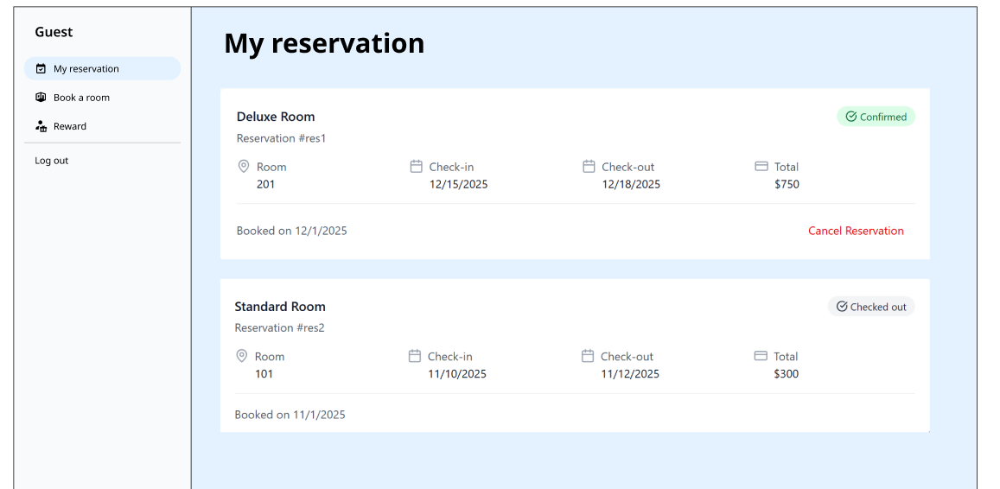 Guest
My reservation
Book a room
Reward
Log out
My reservation
Deluxe Room
Confirmed
Reservation #res1
Room
201
Check-in
12/15/2025
Check-out
12/18/2025
Total
$750
Booked on 12/1/2025
Cancel Reservation
Standard Room
Checked out
Reservation #res2
Room
101
Check-in
11/10/2025
Check-out
11/12/2025
Total
$300
Booked on 11/1/2025